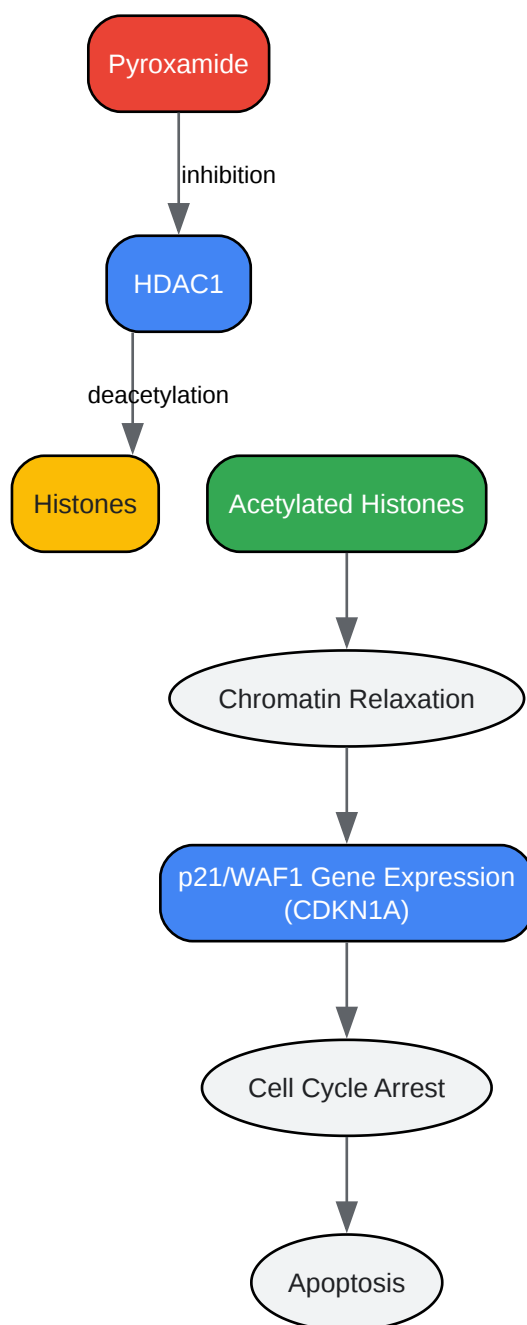 Pyroxamide
inhibition
HDAC1
deacetylation
Histones
Acetylated Histones
Chromatin Relaxation
p21/WAF1 Gene Expression
(CDKN1A)
Cell Cycle Arrest
Apoptosis